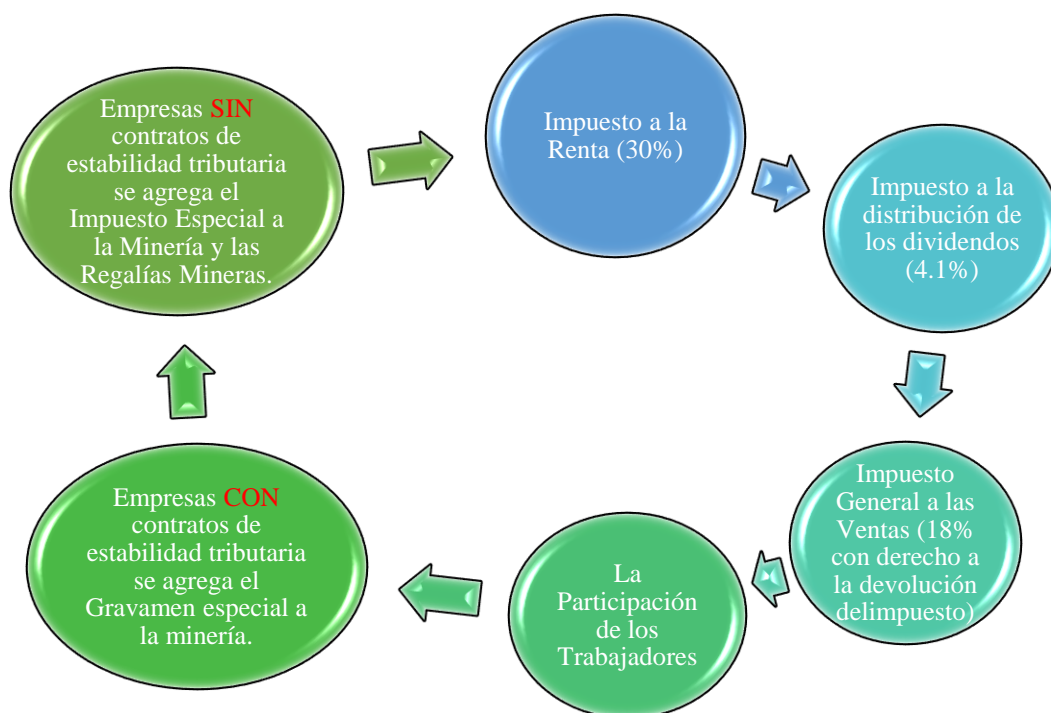 Empresas SIN
contratos de
estabilidad tributaria
se agrega el
Impuesto Especial a
la Minería y las
Regalías Mineras.
Impuesto a la
Renta (30%)
Impuesto a la
distribución de
los dividendos
(4.1%)
Impuesto
General a las
Ventas (18%
con derecho a
la devolución
delimpuesto)
La
Participación
de los
Trabajadores
Empresas CON
contratos de
estabilidad tributaria
se agrega el
Gravamen especial a
la minería.